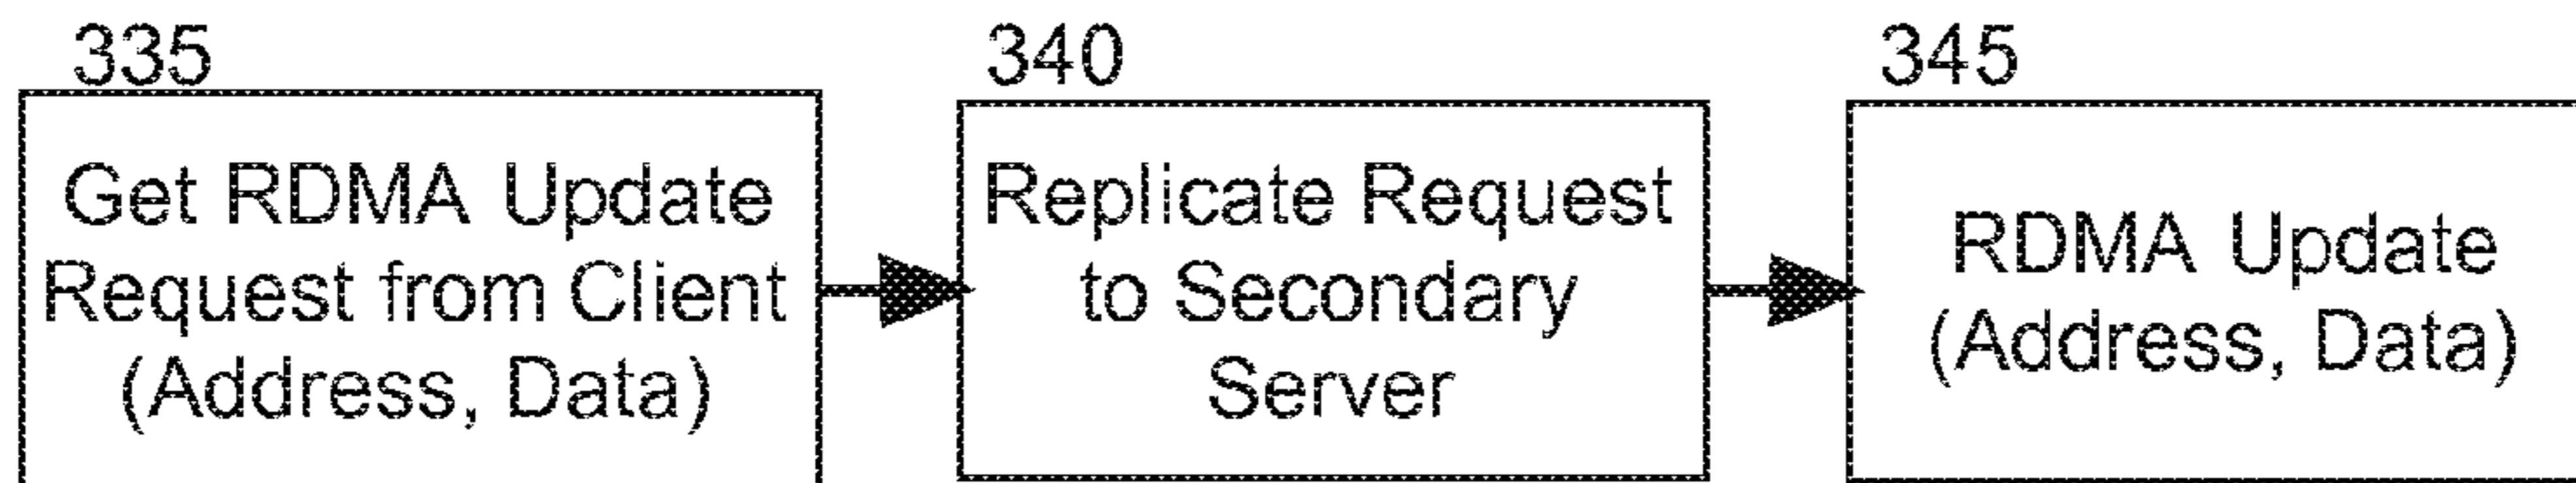 335
Get RDMA Update
Request from Client
(Address, Data)
340
Replicate Request
to Secondary
Server
345
RDMA Update
(Address, Data)